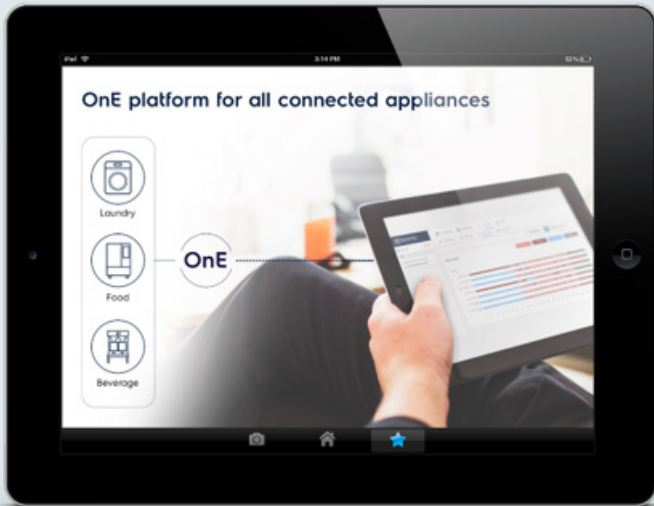 iPad
3:14 PM
32%
OnE platform for all connected appliances
Laundry
Food
Beverage
OnE